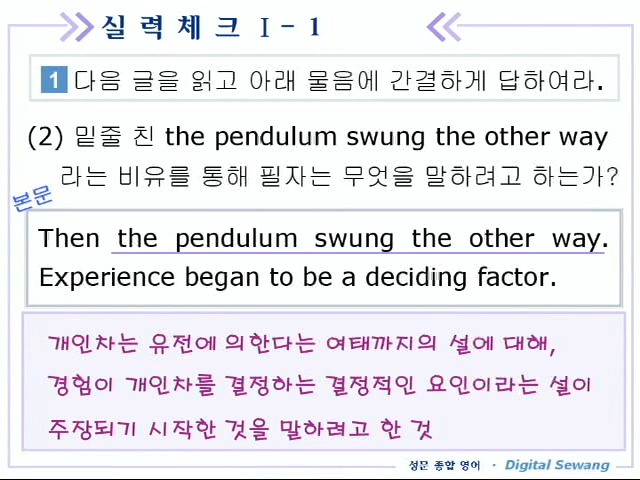 실력체크 I - 1
1 다음 글을 읽고 아래 물음에 간결하게 답하여라.
(2) 밑줄 친 the pendulum swung the other way
라는 비유를 통해 필자는 무엇을 말하려고 하는가?
본문
Then the pendulum swung the other way.
Experience began to be a deciding factor.
개인차는 유전에 의한다는 여태까지의 설에 대해,
경험이 개인차를 결정하는 결정적인 요인이라는 설이
주장되기 시작한 것을 말하려고 한 것
정문 종합 영어 · Digital Sewang